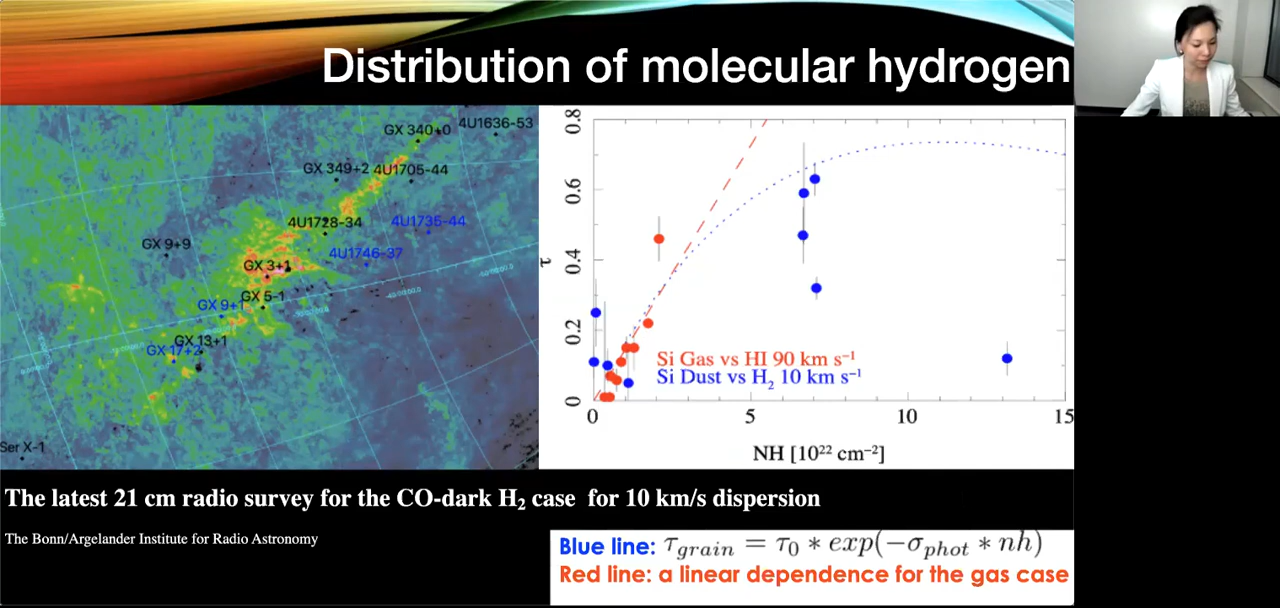 Distribution of molecular hydrogen
GX 340+0
4U1636-53
GX 349+2
4U1705-44
4U1728-34
4U1735-44
GX 9+9
4U1746-37
GX 3+1
GX 5-1
GX 9+1
GX 13+1
GX 17+2
Ser X-1
0.8
0.6
0.4
0.2
0
τ
Si Gas vs HI 90 km s⁻¹
Si Dust vs H₂ 10 km s⁻¹
0
5
10
15
NH [10²² cm⁻²]
The latest 21 cm radio survey for the CO-dark H₂ case for 10 km/s dispersion
The Bonn/Argelander Institute for Radio Astronomy
Blue line: τ_grain = τ₀ * exp(−σ_phot * nh)
Red line: a linear dependence for the gas case